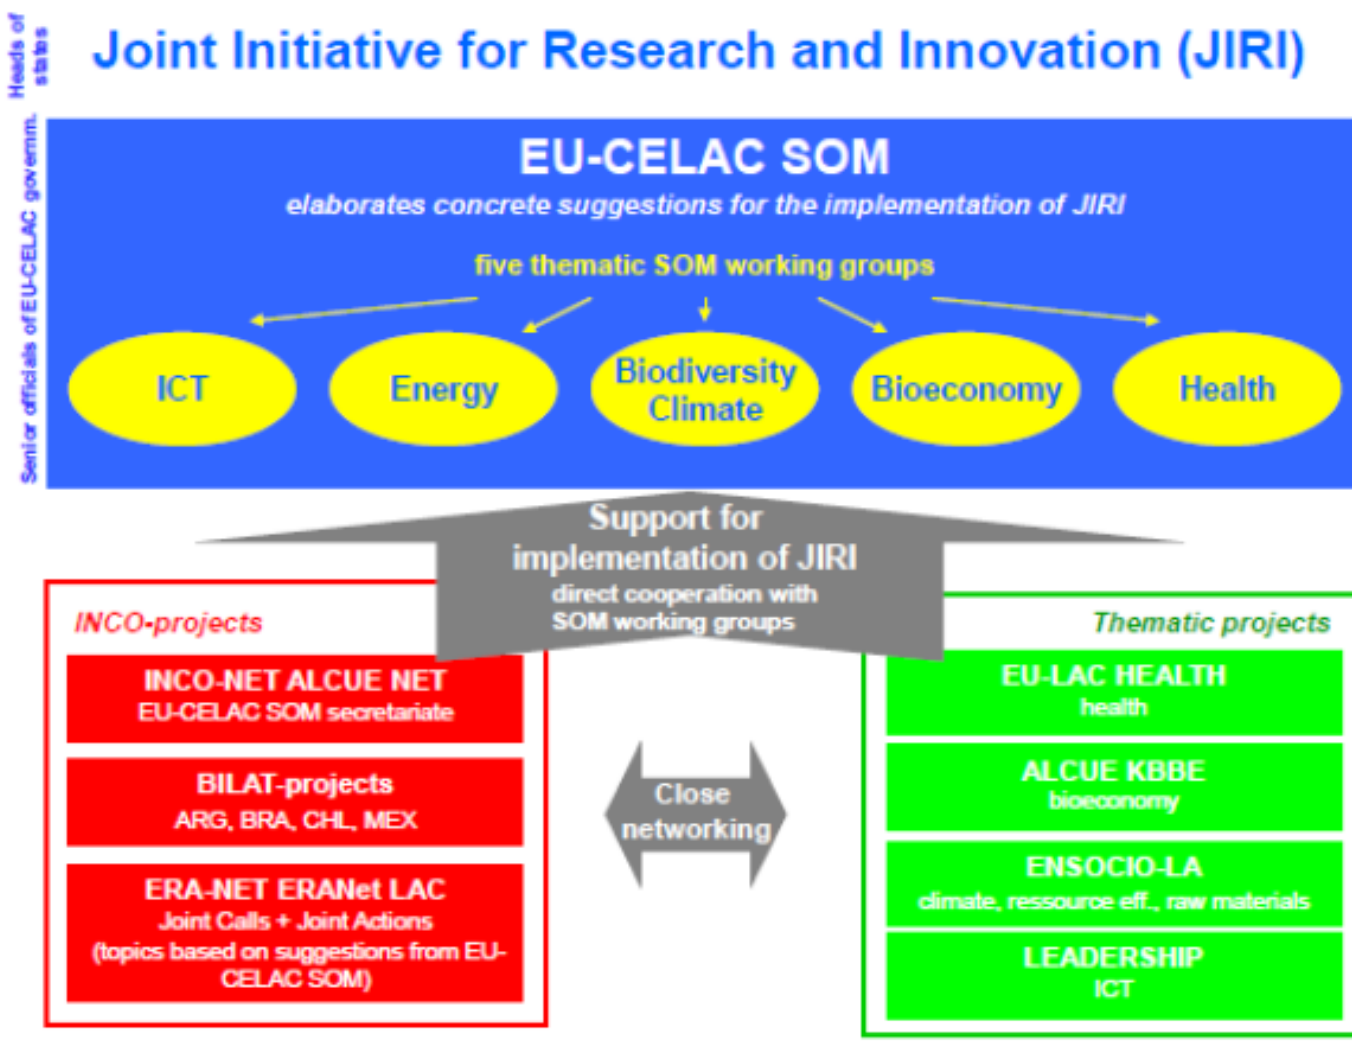 Heads of
states
Joint Initiative for Research and Innovation (JIRI)
Senior officials of EU-CELAC governm.
EU-CELAC SOM
elaborates concrete suggestions for the implementation of JIRI
five thematic SOM working groups
ICT
Energy
Biodiversity
Climate
Bioeconomy
Health
Support for
implementation of JIRI
direct cooperation with
SOM working groups
INCO-projects
INCO-NET ALCUE NET
EU-CELAC SOM secretariate
BILAT-projects
ARG, BRA, CHL, MEX
ERA-NET ERANet LAC
Joint Calls + Joint Actions
(topics based on suggestions from EU-
CELAC SOM)
Close
networking
Thematic projects
EU-LAC HEALTH
health
ALCUE KBBE
bioeconomy
ENSOCIO-LA
climate, ressource eff., raw materials
LEADERSHIP
ICT